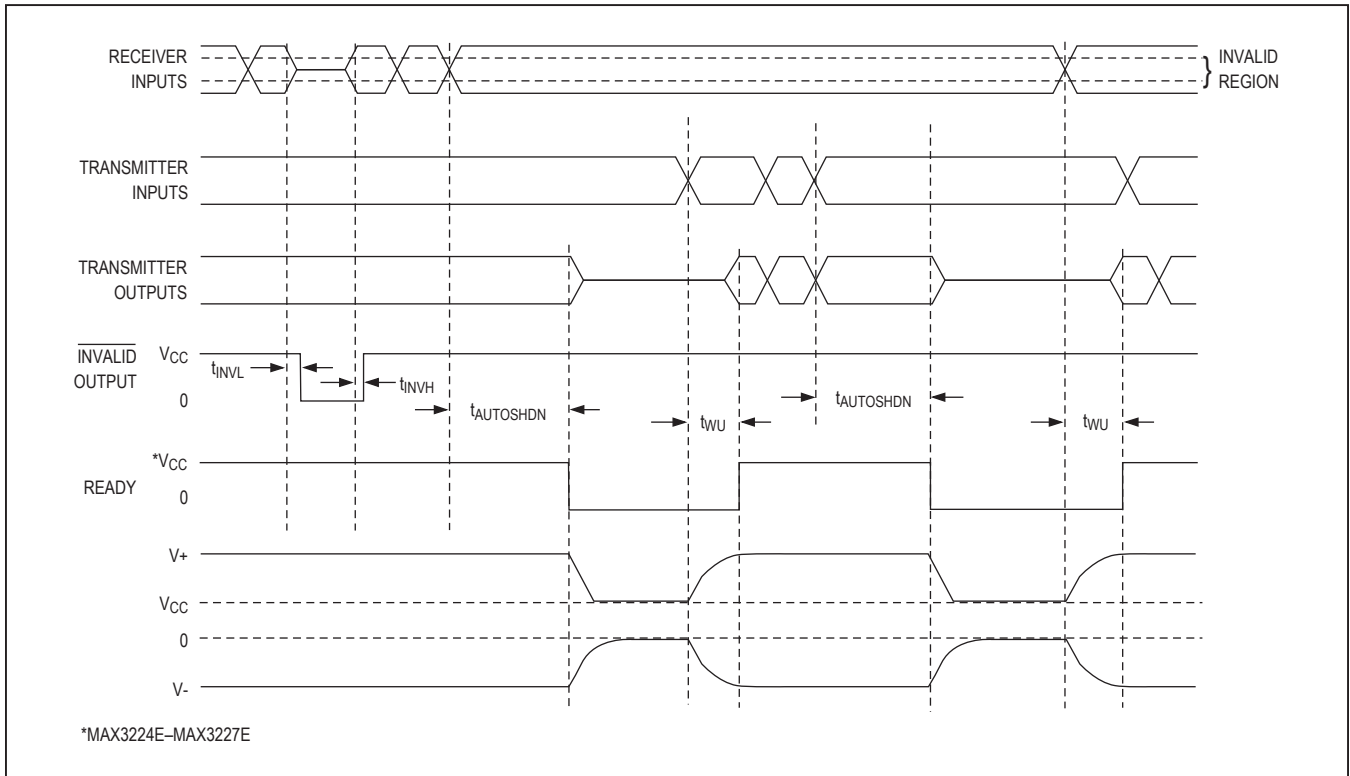 RECEIVER
INPUTS
INVALID
REGION
}
TRANSMITTER
INPUTS
TRANSMITTER
OUTPUTS
INVALID
OUTPUT
VCC
0
tINVL
tINVH
tAUTOSHDN
tWU
tAUTOSHDN
tWU
READY
*VCC
0
V+
VCC
0
V-
*MAX3224E–MAX3227E